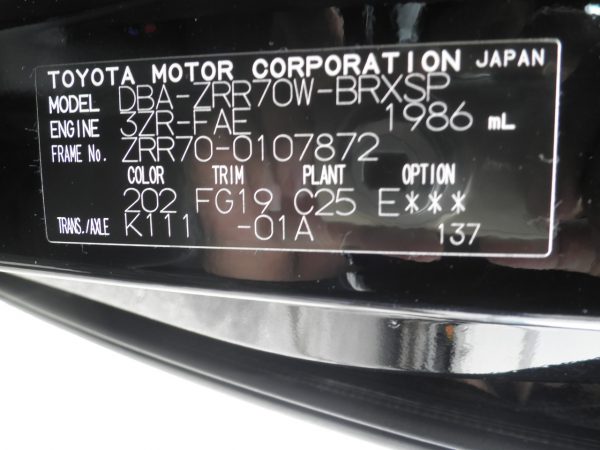 TOYOTA MOTOR CORPORATION JAPAN
MODEL DBA-ZRR70W-BRXSP
ENGINE 3ZR-FAE 1986 mL
FRAME No. ZRR70-0107872
COLOR TRIM PLANT OPTION
202 FG19 C25 E***
TRANS./AXLE K111 -01A 137